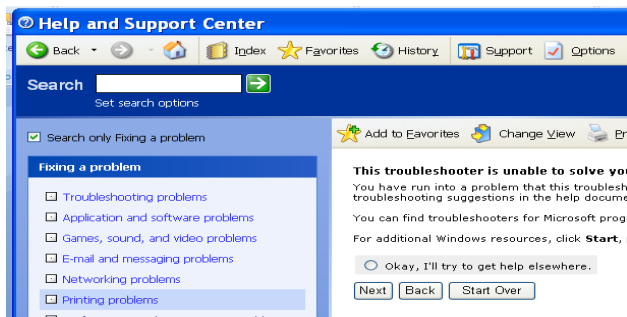 Help and Support Center
Back Index Favorites History Support Options
Search
Set search options
Search only Fixing a problem
Add to Favorites Change View
Fixing a problem
This troubleshooter is unable to solve
You have run into a problem that this
Troubleshooting problems
troubleshooting suggestions in the help
Application and software problems
You can find troubleshooters for Microsoft
Games, sound, and video problems
For additional Windows resources, click Start,
E-mail and messaging problems
Okay, I'll try to get help elsewhere.
Networking problems
Next Back Start Over
Printing problems